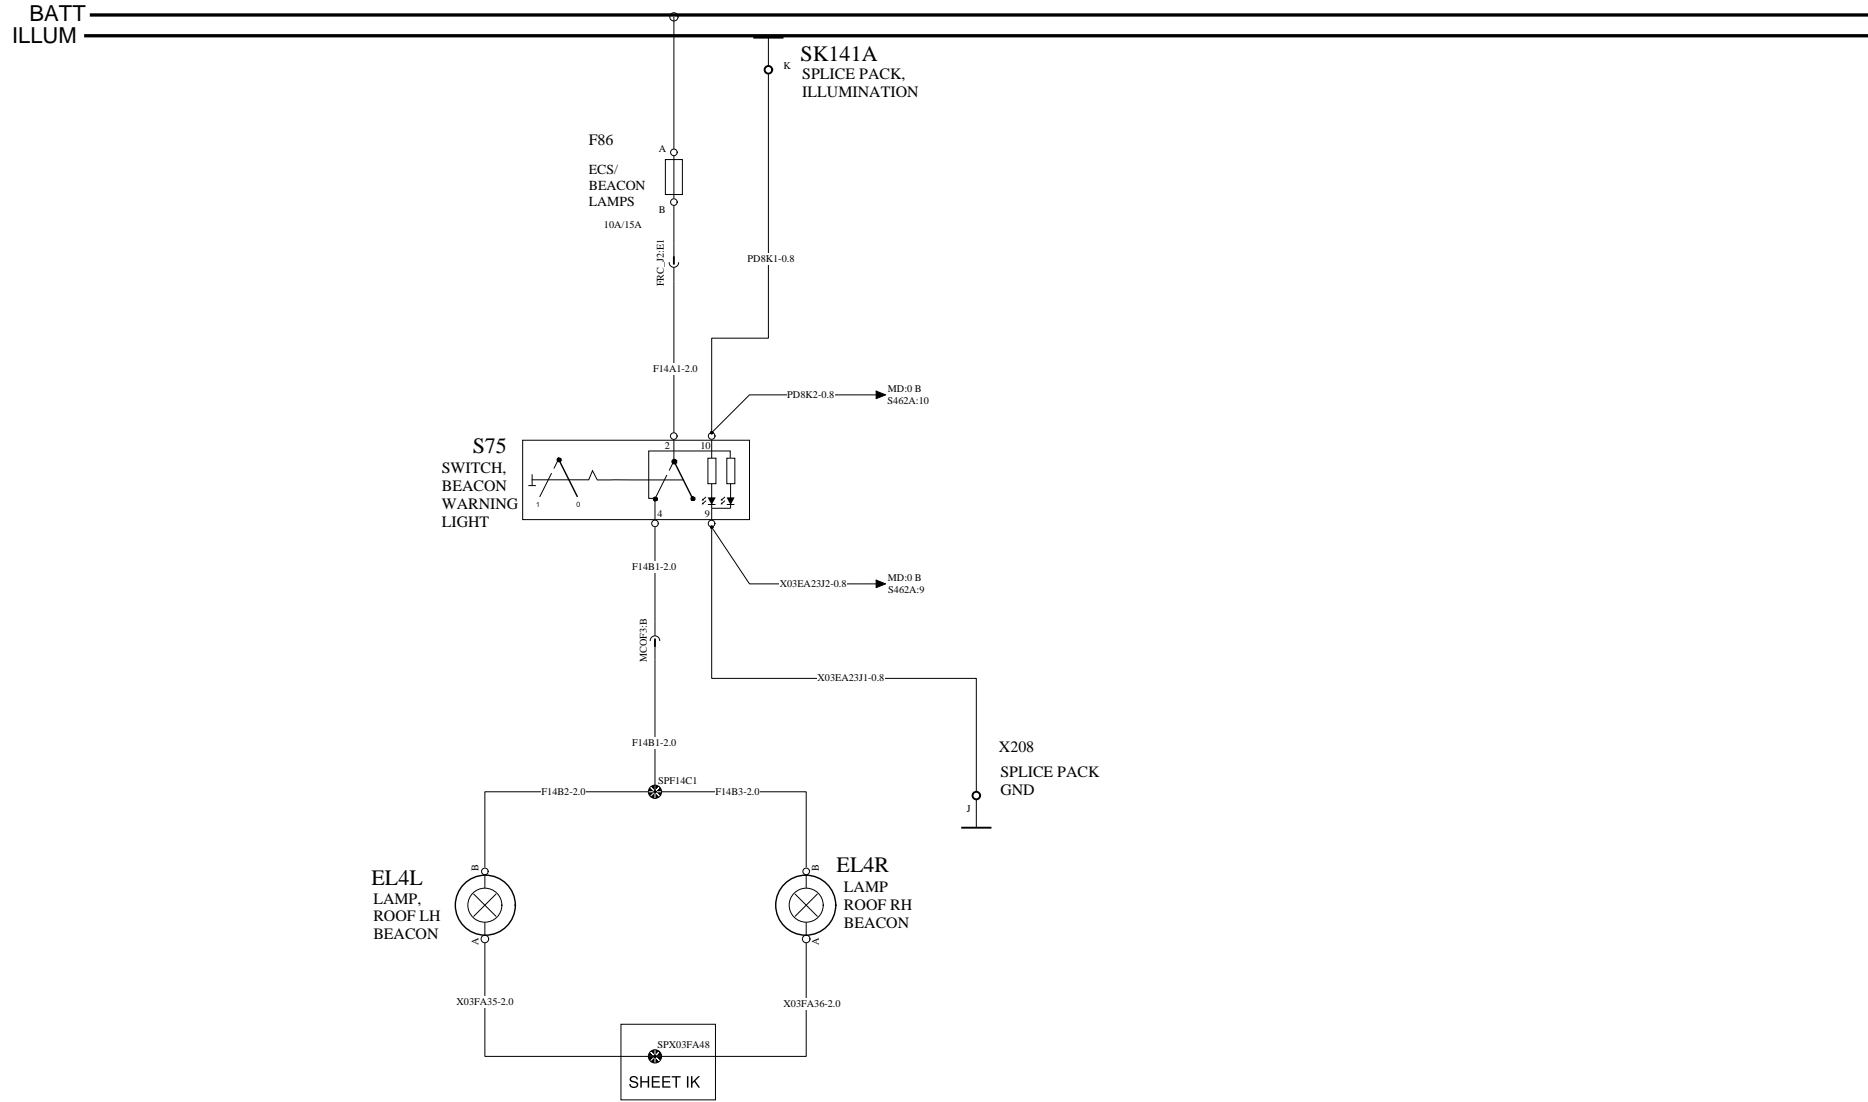 BATT
ILLUM
SK141A
K
SPLICE PACK,
ILLUMINATION
F86
A
ECS/
BEACON
LAMPS
B
10A/15A
FRC_J2:E1
PD8K1-0.8
F14A1-2.0
PD8K2-0.8
MD:0 B
S462A:10
S75
SWITCH,
BEACON
WARNING
LIGHT
2
10
1
0
4
9
F14B1-2.0
X03EA23J2-0.8
MD:0 B
S462A:9
MCOF3:B
X03EA23J1-0.8
F14B1-2.0
X208
SPLICE PACK
GND
J
SPF14C1
F14B2-2.0
F14B3-2.0
B
EL4L
LAMP,
ROOF LH
BEACON
A
B
EL4R
LAMP
ROOF RH
BEACON
A
X03FA35-2.0
X03FA36-2.0
SPX03FA48
SHEET IK